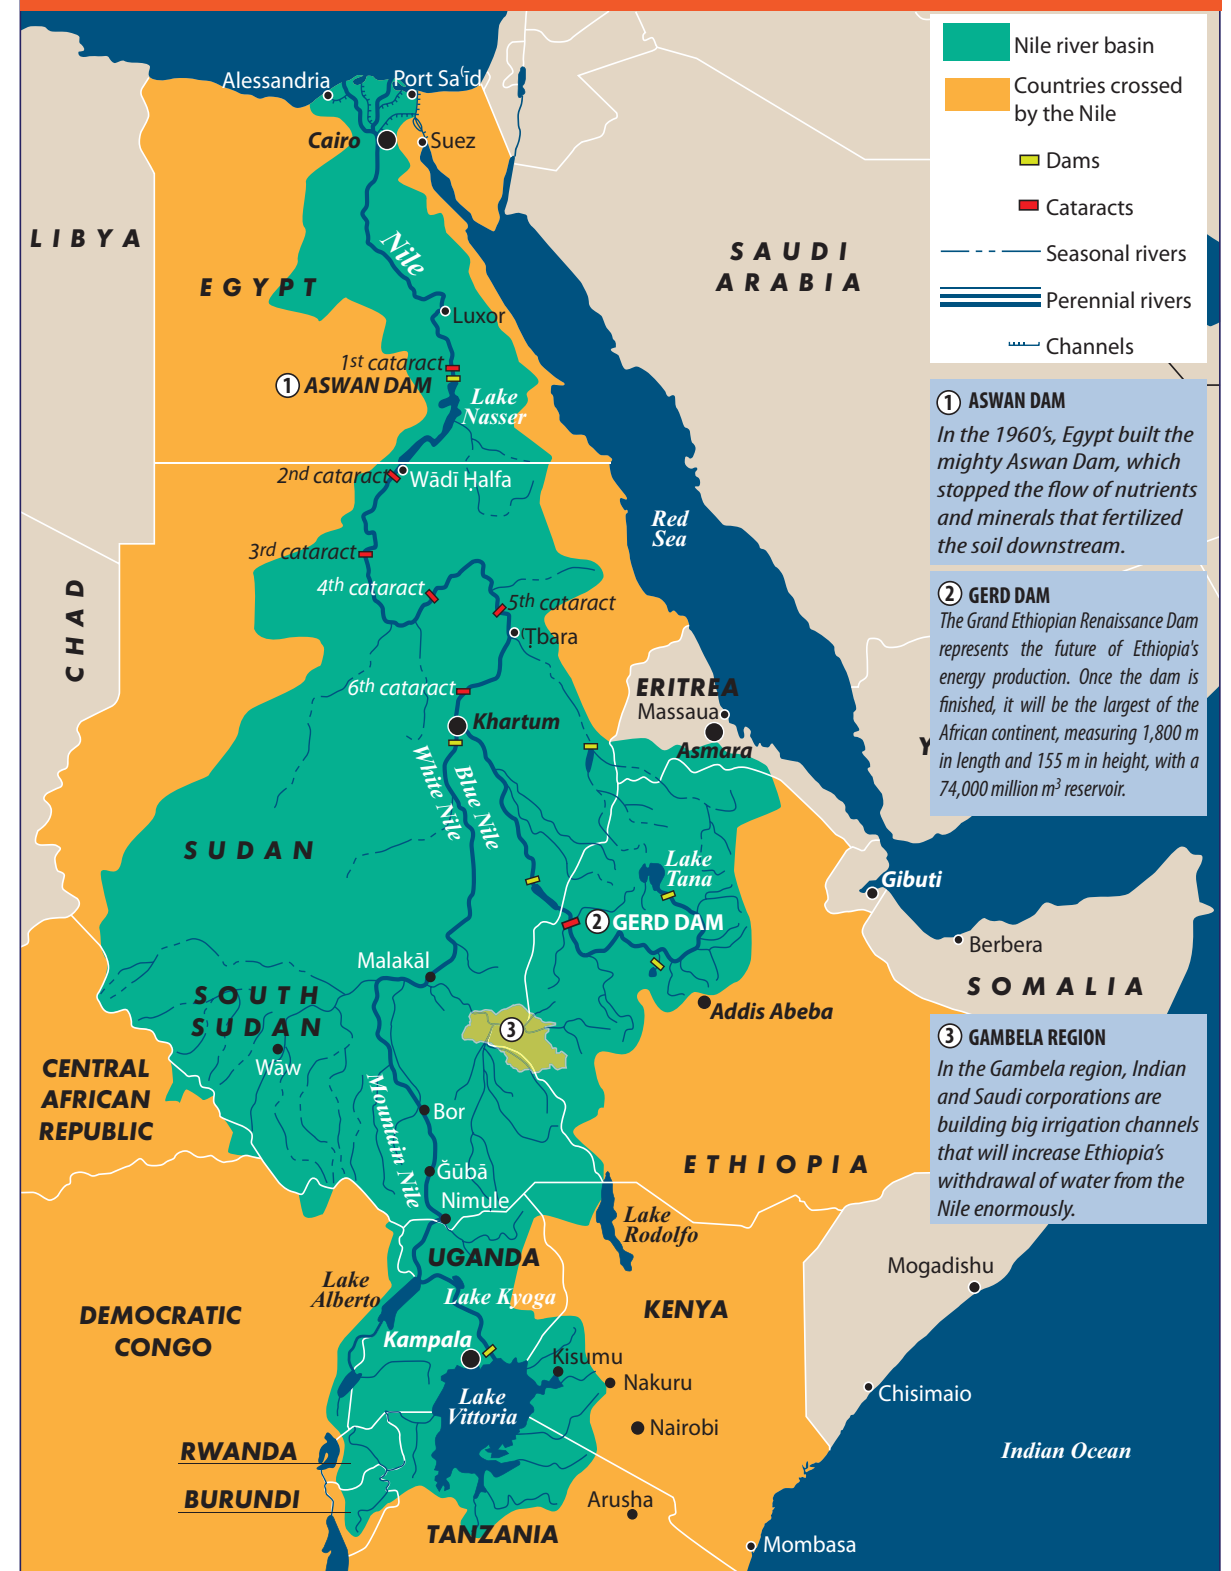 Nile river basin
Countries crossed
by the Nile
Dams
Cataracts
Seasonal rivers
Perennial rivers
Channels
1 ASWAN DAM
In the 1960's, Egypt built the
mighty Aswan Dam, which
stopped the flow of nutrients
and minerals that fertilized
the soil downstream.
2 GERD DAM
The Grand Ethiopian Renaissance Dam
represents the future of Ethiopia's
energy production. Once the dam is
finished, it will be the largest of the
African continent, measuring 1,800 m
in length and 155 m in height, with a
74,000 million m³ reservoir.
3 GAMBELA REGION
In the Gambela region, Indian
and Saudi corporations are
building big irrigation channels
that will increase Ethiopia's
withdrawal of water from the
Nile enormously.
Alessandria
Port Saʿīd
Cairo
Suez
LIBYA
Nile
SAUDI
ARABIA
EGYPT
Luxor
1st cataract
1 ASWAN DAM
Lake
Nasser
2nd cataract
Wādī Ḥalfa
Red
Sea
3rd cataract
4th cataract
5th cataract
CHAD
ʿṬbara
6th cataract
ERITREA
Massaua
Khartum
Asmara
Y
White Nile
Blue Nile
SUDAN
Lake
Tana
Gibuti
2 GERD DAM
Berbera
Malakāl
SOMALIA
SOUTH
SUDAN
Addis Abeba
3
Wāw
CENTRAL
AFRICAN
REPUBLIC
Mountain Nile
Bor
ETHIOPIA
Ğūbā
Nimule
Lake
Rodolfo
UGANDA
Mogadishu
Lake
Alberto
Lake Kyoga
KENYA
DEMOCRATIC
CONGO
Kampala
Kisumu
Nakuru
Chisimaio
Lake
Vittoria
Nairobi
RWANDA
Indian Ocean
BURUNDI
Arusha
TANZANIA
Mombasa